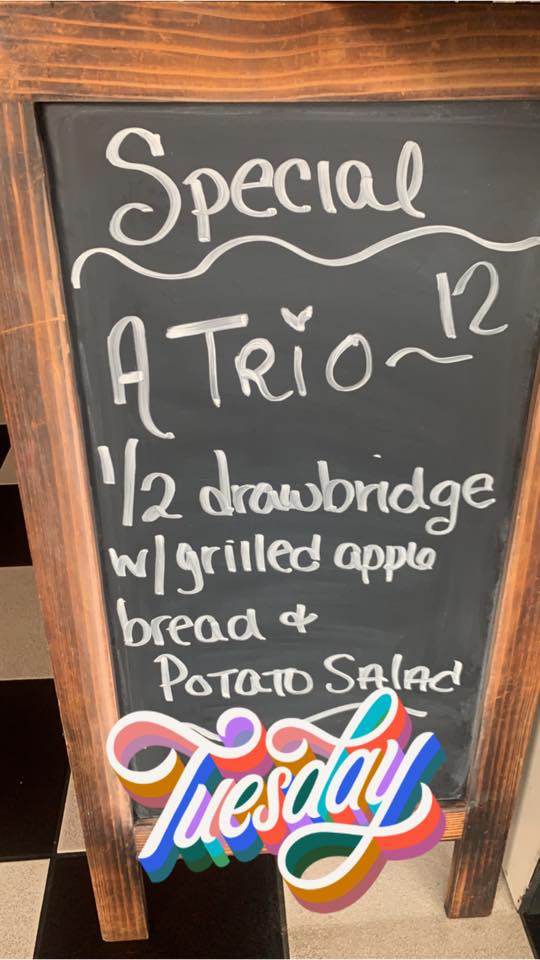 Special
A TRiO ~ 12
1/2 drawbridge
w/grilled apple
bread &
POTATO SALAD
Tuesday